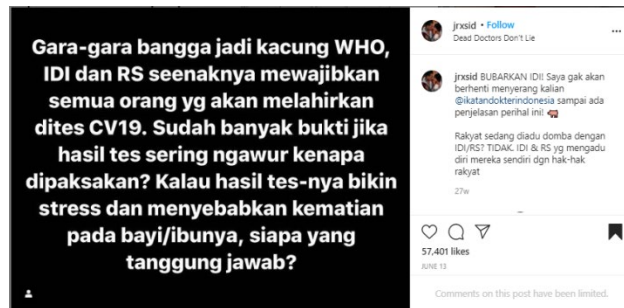 Gara-gara bangga jadi kacung WHO,
IDI dan RS seenaknya mewajibkan
semua orang yg akan melahirkan
dites CV19. Sudah banyak bukti jika
hasil tes sering ngawur kenapa
dipaksakan? Kalau hasil tes-nya bikin
stress dan menyebabkan kematian
pada bayi/ibunya, siapa yang
tanggung jawab?
jrxsid • Follow
Dead Doctors Don't Lie
jrxsid BUBARKAN IDI! Saya gak akan
berhenti menyerang kalian
@ikatandokterindonesia sampai ada
penjelasan perihal ini!
Rakyat sedang diadu domba dengan
IDI/RS? TIDAK. IDI & RS yg mengadu
diri mereka sendiri dgn hak-hak
rakyat
27w
57,401 likes
JUNE 13
Comments on this post have been limited.